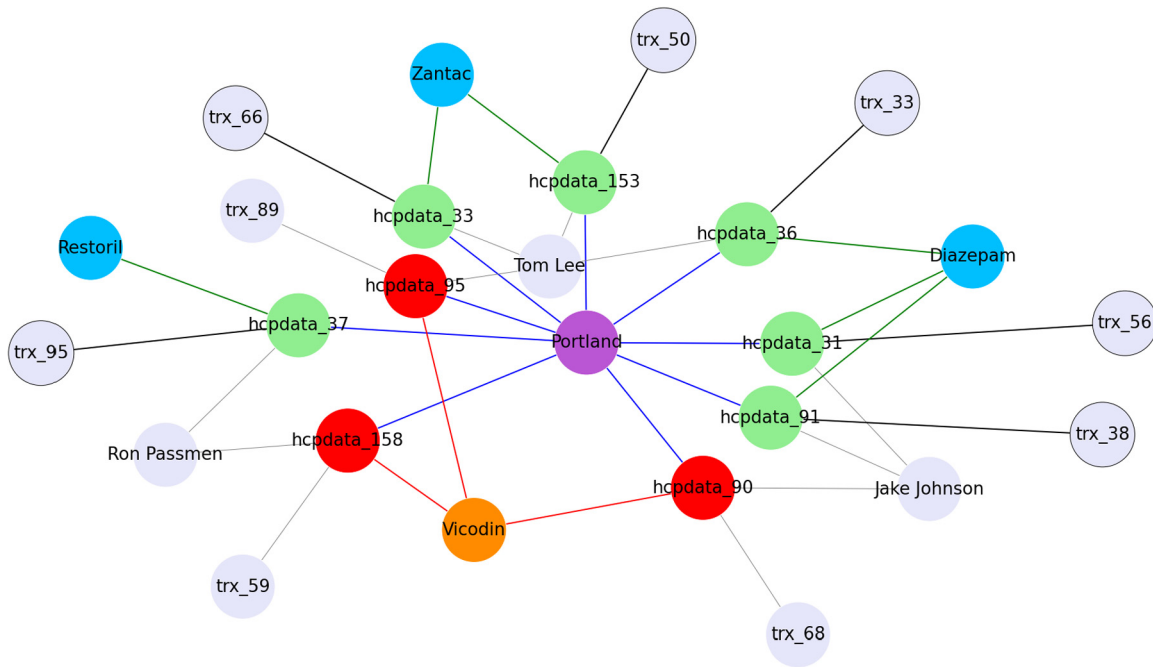 trx_50
Zantac
trx_33
trx_66
hcpdata_153
trx_89
hcpdata_33
hcpdata_36
Restoril
Diazepam
Tom Lee
hcpdata_95
hcpdata_37
trx_56
Portland
hcpdata_31
trx_95
hcpdata_91
trx_38
hcpdata_158
Ron Passmen
hcpdata_90
Jake Johnson
Vicodin
trx_59
trx_68